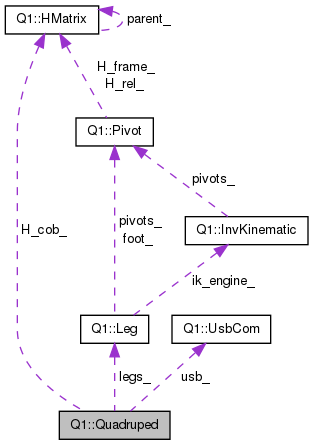 Q1::HMatrix
parent_
H_frame_
H_rel_
Q1::Pivot
pivots_
H_cob_
pivots_
foot_
Q1::InvKinematic
ik_engine_
Q1::Leg
Q1::UsbCom
legs_
usb_
Q1::Quadruped